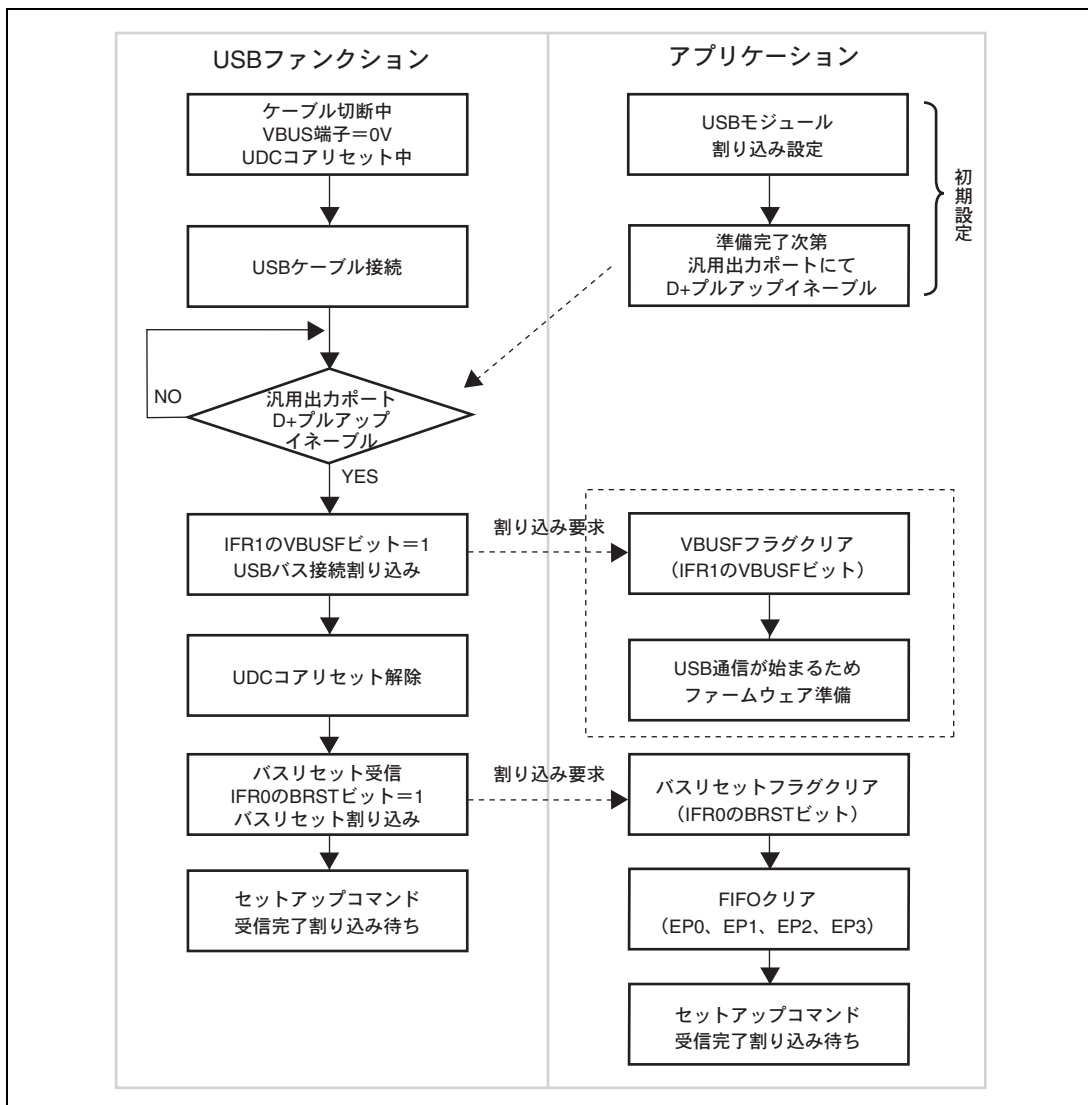 USBファンクション
ケーブル切断中
VBUS端子＝0V
UDCコアリセット中
USBケーブル接続
NO
汎用出力ポート
D+プルアップ
イネーブル
YES
IFR1のVBUSFビット＝1
USBバス接続割り込み
割り込み要求
UDCコアリセット解除
バスリセット受信
IFR0のBRSTビット＝1
バスリセット割り込み
割り込み要求
セットアップコマンド
受信完了割り込み待ち
アプリケーション
USBモジュール
割り込み設定
準備完了次第
汎用出力ポートにて
D+プルアップイネーブル
初期設定
VBUSFフラグクリア
（IFR1のVBUSFビット）
USB通信が始まるため
ファームウェア準備
バスリセットフラグクリア
（IFR0のBRSTビット）
FIFOクリア
（EP0、EP1、EP2、EP3）
セットアップコマンド
受信完了割り込み待ち